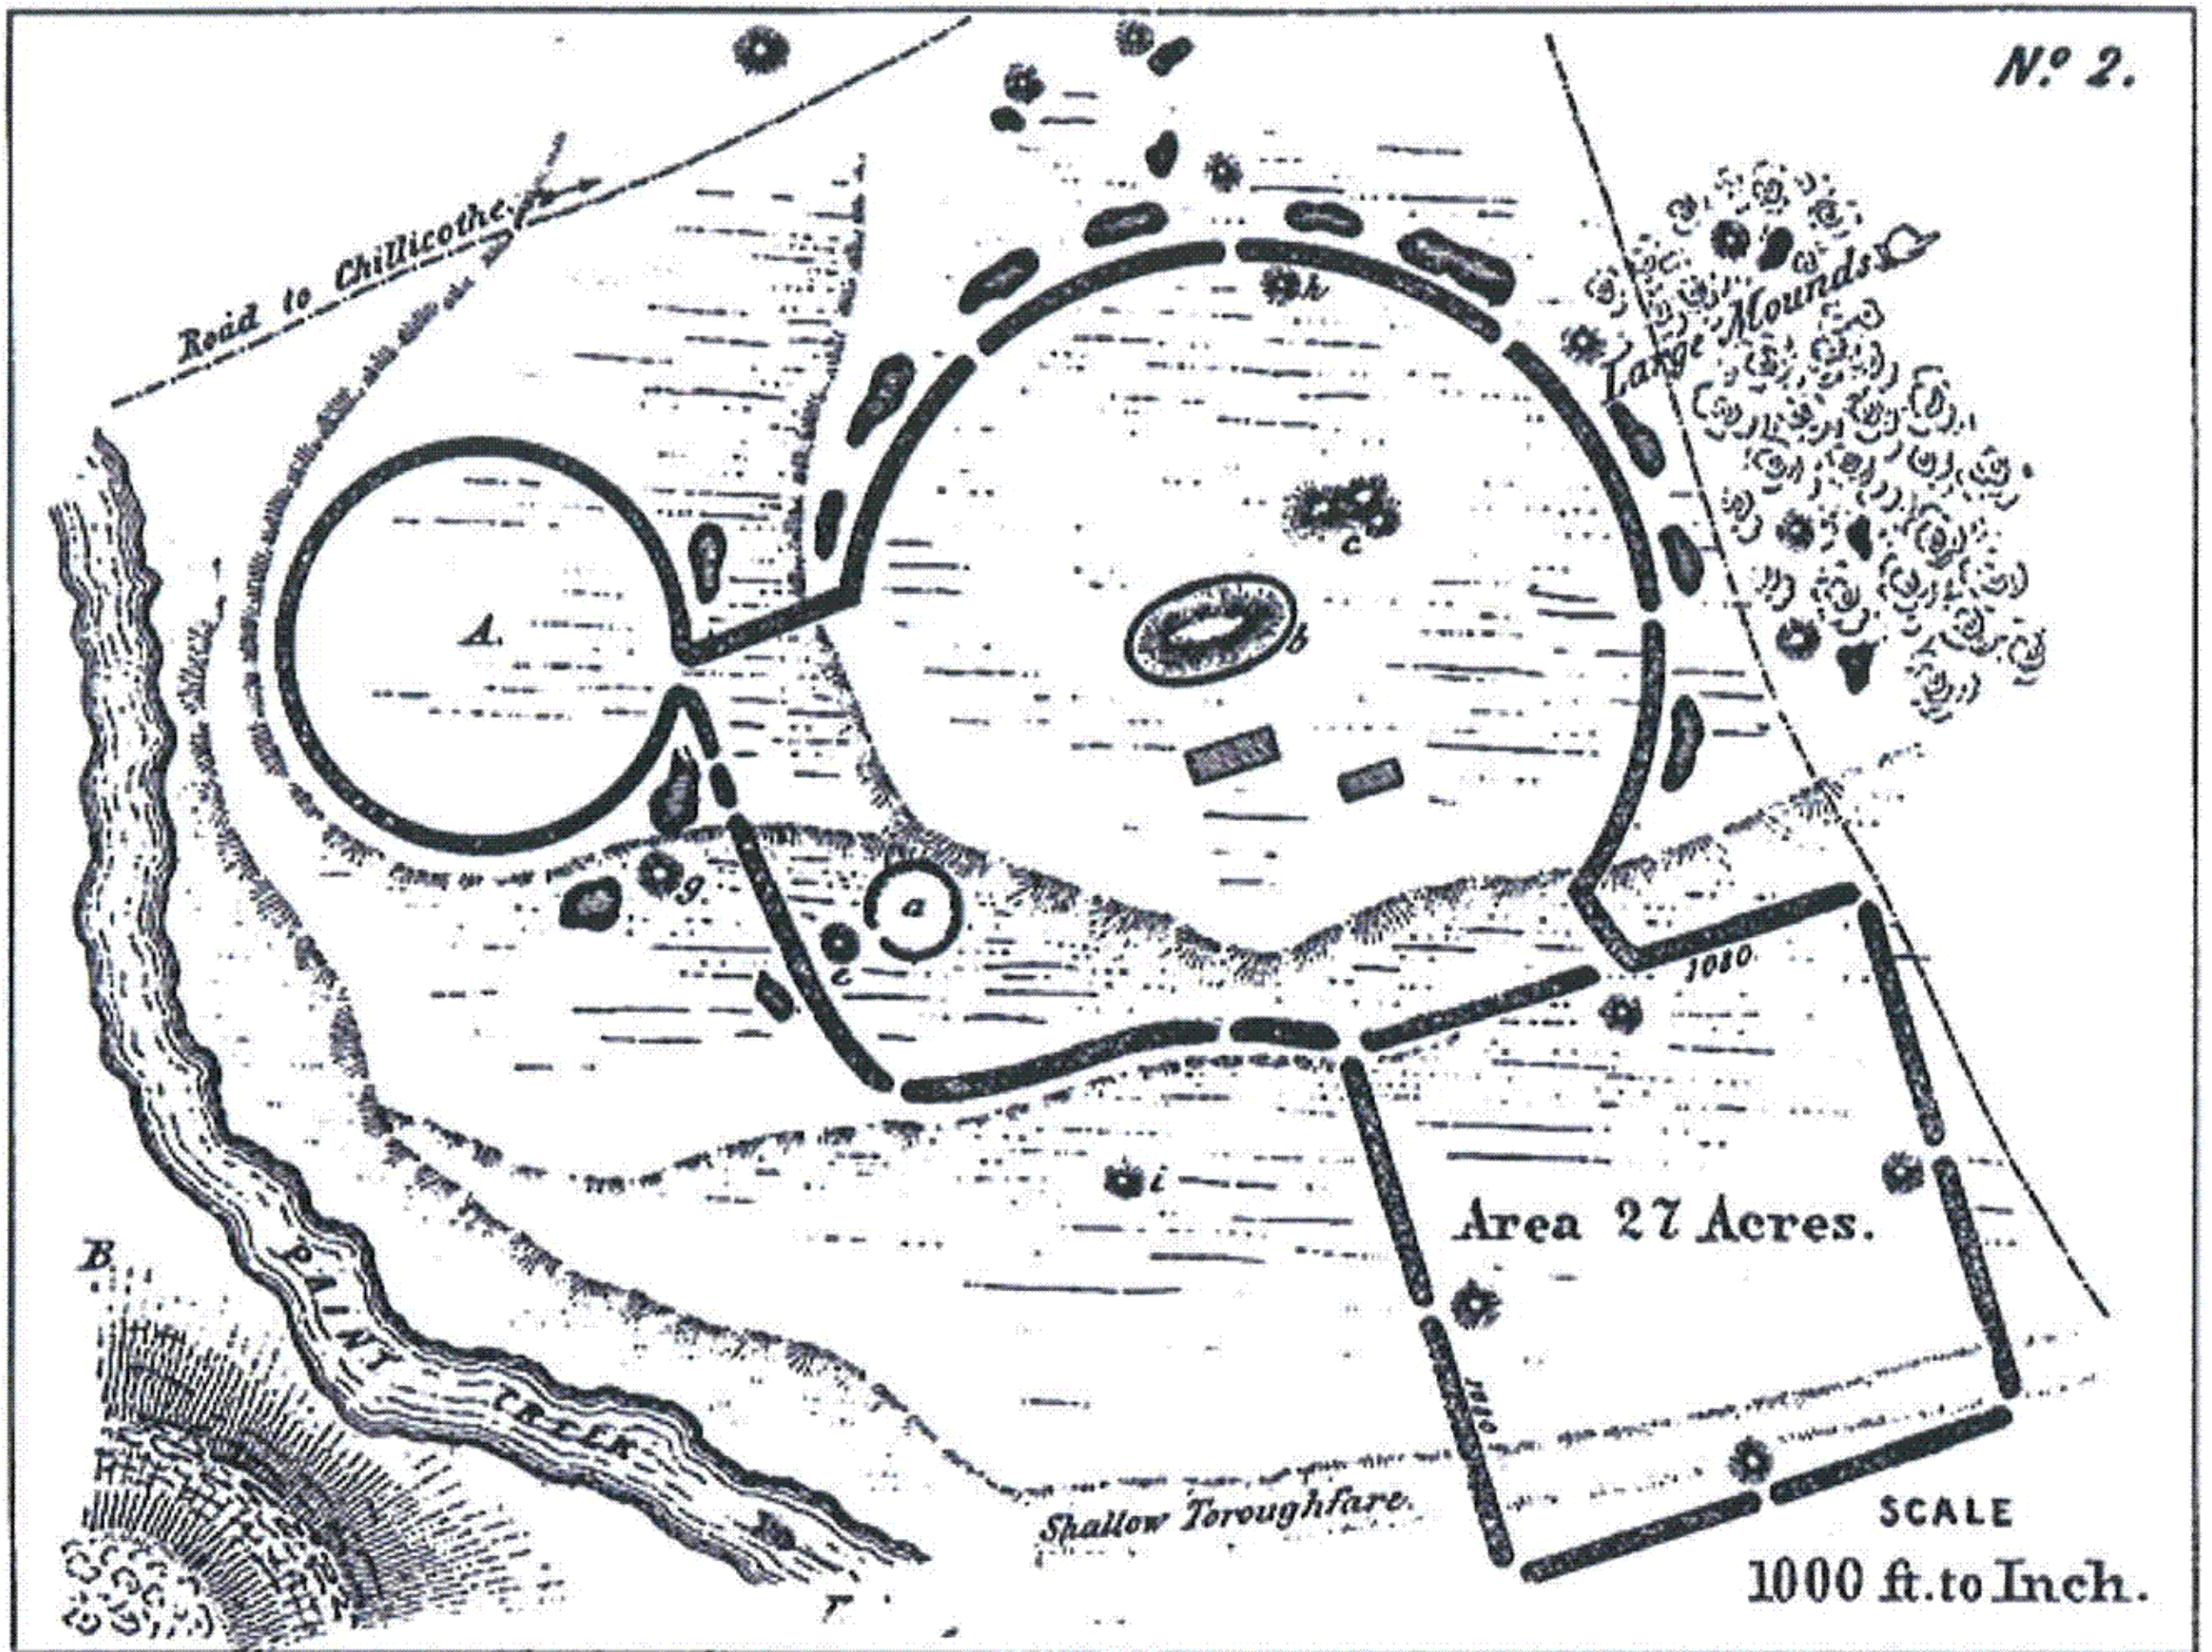 Nº 2.
Road to Chillicothe.
Large Mounds
h
c
A.
b
g
a
e
1080.
i
Area 27 Acres.
B.
PAINT CREEK
1080
Shallow Toroughfare.
SCALE
1000 ft. to Inch.